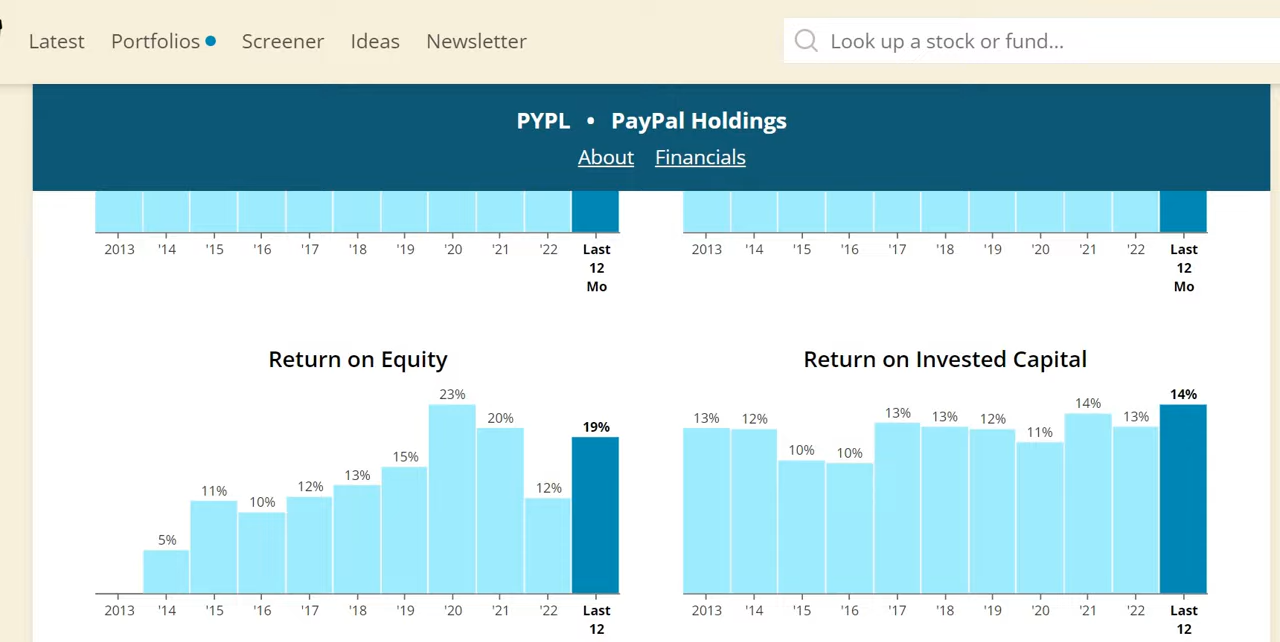 Latest Portfolios Screener Ideas Newsletter Look up a stock or fund...
PYPL • PayPal Holdings
About Financials
2013 '14 '15 '16 '17 '18 '19 '20 '21 '22 Last 12 Mo
2013 '14 '15 '16 '17 '18 '19 '20 '21 '22 Last 12 Mo
Return on Equity
5% 11% 10% 12% 13% 15% 23% 20% 12% 19%
2013 '14 '15 '16 '17 '18 '19 '20 '21 '22 Last 12
Return on Invested Capital
13% 12% 10% 10% 13% 13% 12% 11% 14% 13% 14%
2013 '14 '15 '16 '17 '18 '19 '20 '21 '22 Last 12